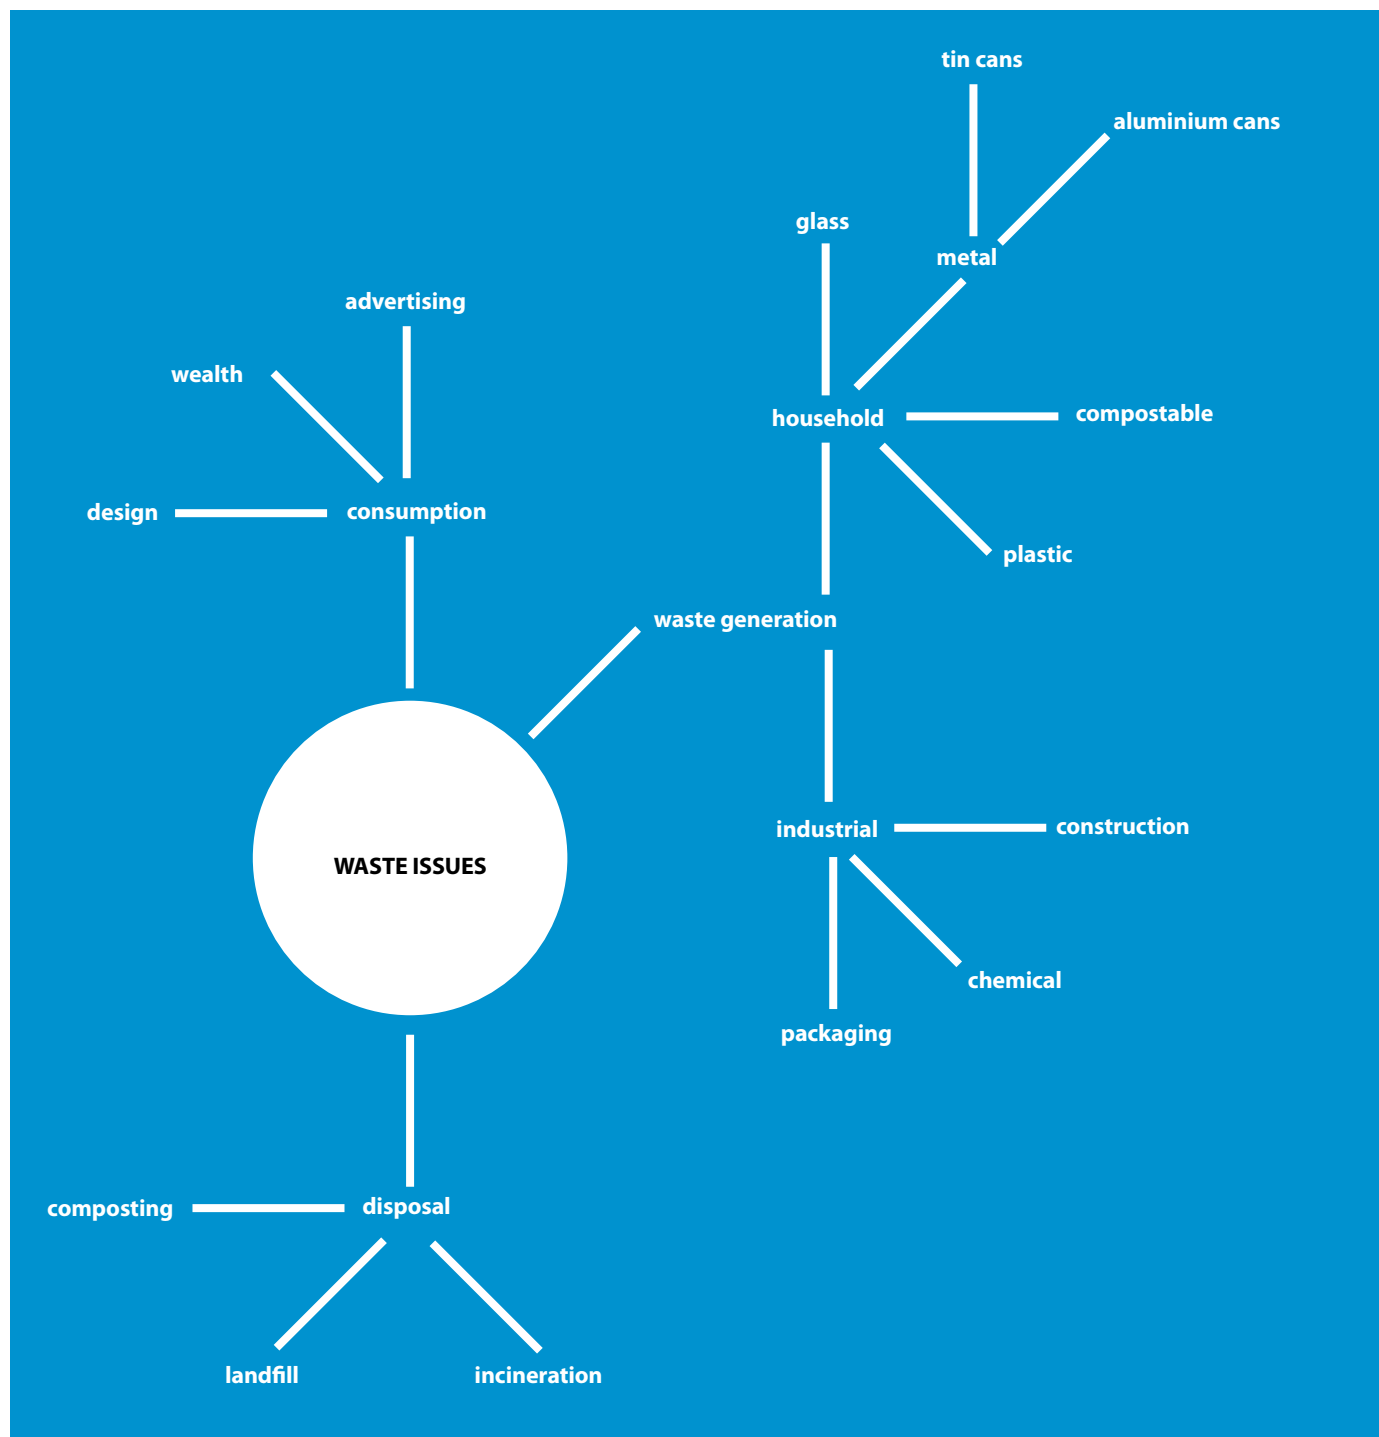 tin cans
aluminium cans
glass
metal
advertising
wealth
household
compostable
design
consumption
plastic
waste generation
industrial
construction
WASTE ISSUES
chemical
packaging
composting
disposal
landfill
incineration